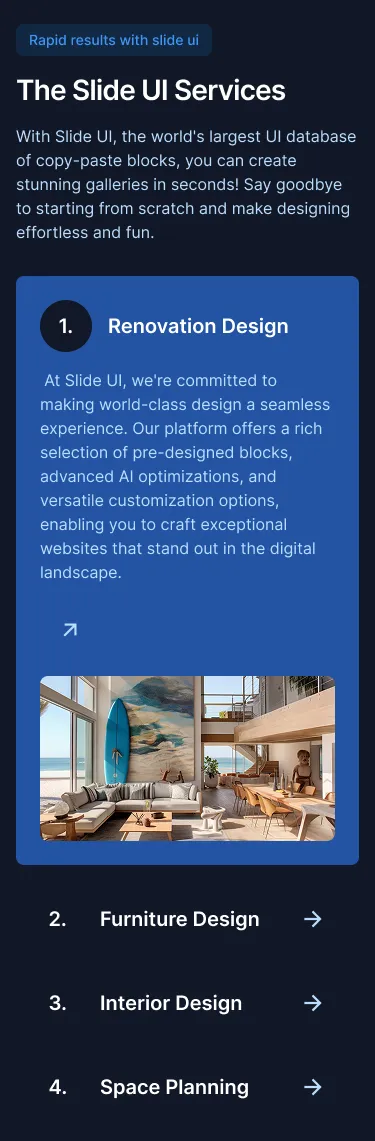 Rapid results with slide ui
The Slide UI Services
With Slide UI, the world's largest UI database
of copy-paste blocks, you can create
stunning galleries in seconds! Say goodbye
to starting from scratch and make designing
effortless and fun.
1. Renovation Design
At Slide UI, we're committed to
making world-class design a seamless
experience. Our platform offers a rich
selection of pre-designed blocks,
advanced AI optimizations, and
versatile customization options,
enabling you to craft exceptional
websites that stand out in the digital
landscape.
2. Furniture Design
3. Interior Design
4. Space Planning